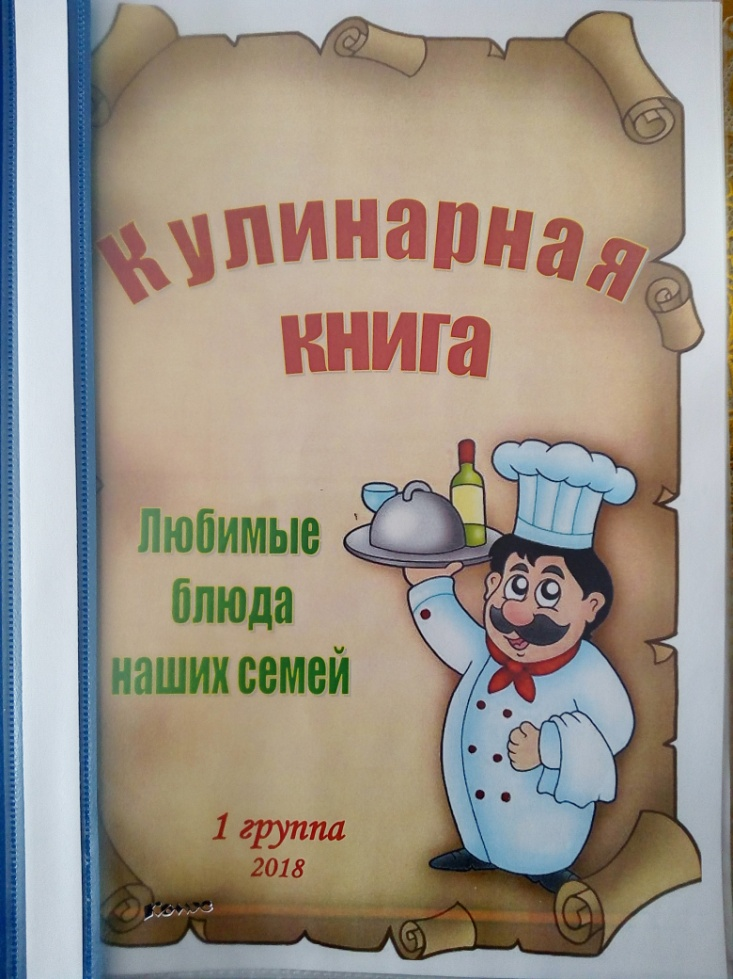 Кулинарная
книга
Любимые
блюда
наших семей
1 группа
2018